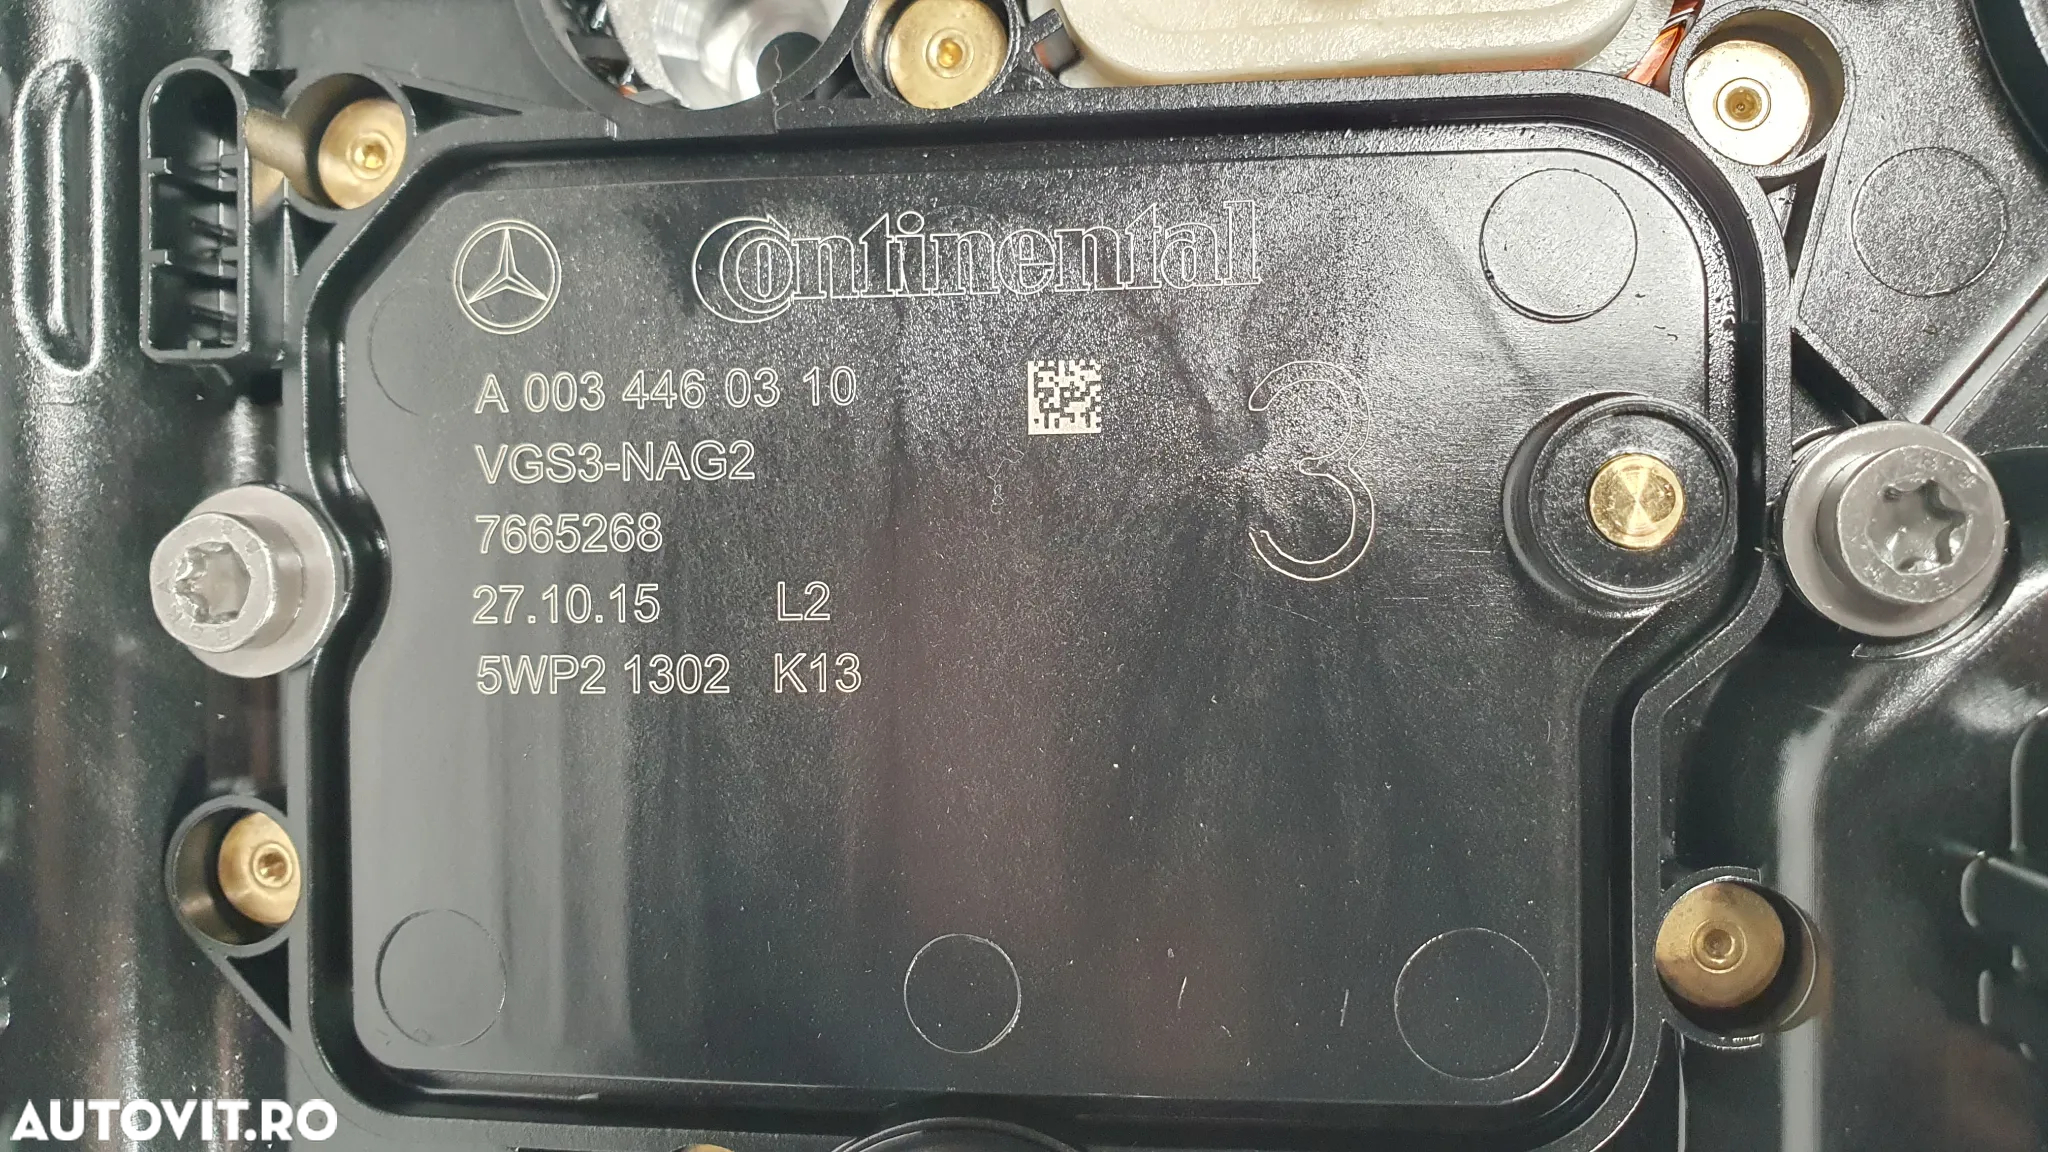 Continental
A 003 446 03 10
VGS3-NAG2
3
7665268
27.10.15 L2
5WP2 1302 K13
AUTOVIT.RO